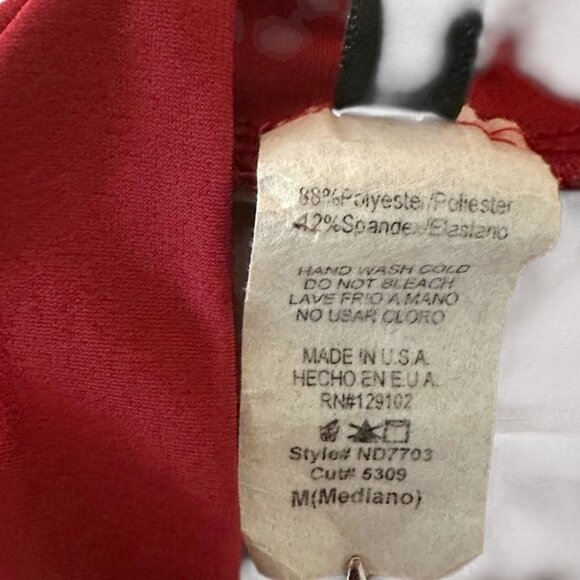 88%Polyester/Poliester
12%Spandex/Elastano
HAND WASH COLD
DO NOT BLEACH
LAVE FRIO A MANO
NO USAR CLORO
MADE IN U.S.A.
HECHO EN E.U.A.
RN#129102
Style# ND7703
Cut# 5309
M(Mediano)